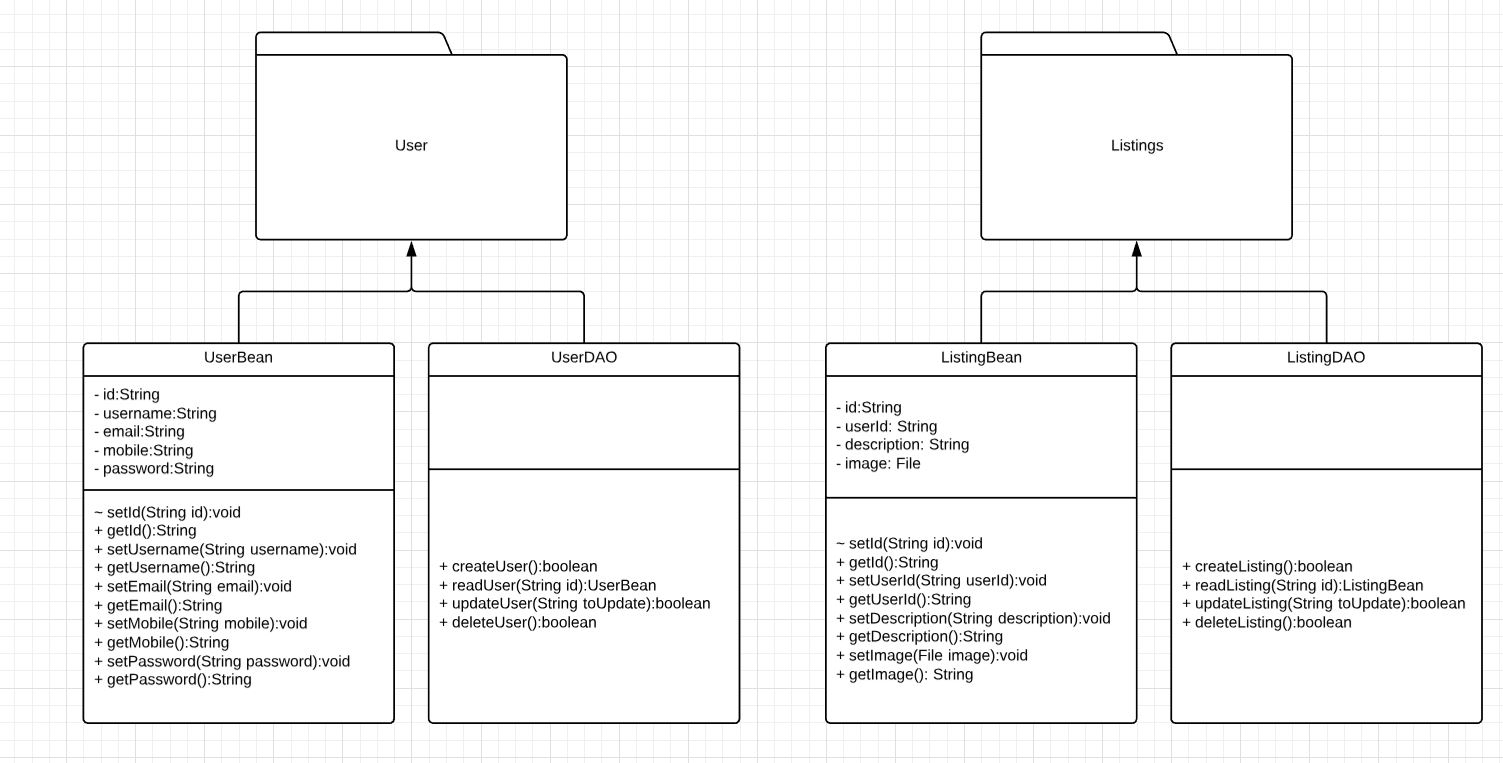 User
Listings
UserBean
- id:String
- username:String
- email:String
- mobile:String
- password:String
~ setId(String id):void
+ getId():String
+ setUsername(String username):void
+ getUsername():String
+ setEmail(String email):void
+ getEmail():String
+ setMobile(String mobile):void
+ getMobile():String
+ setPassword(String password):void
+ getPassword():String
UserDAO
+ createUser():boolean
+ readUser(String id):UserBean
+ updateUser(String toUpdate):boolean
+ deleteUser():boolean
ListingBean
- id:String
- userId: String
- description: String
- image: File
~ setId(String id):void
+ getId():String
+ setUserId(String userId):void
+ getUserId():String
+ setDescription(String description):void
+ getDescription():String
+ setImage(File image):void
+ getImage(): String
ListingDAO
+ createListing():boolean
+ readListing(String id):ListingBean
+ updateListing(String toUpdate):boolean
+ deleteListing():boolean